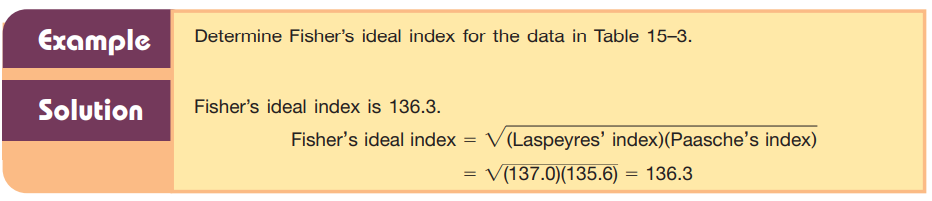 Example
Determine Fisher's ideal index for the data in Table 15–3.
Solution
Fisher's ideal index is 136.3.
Fisher's ideal index = √(Laspeyres' index)(Paasche's index)
= √(137.0)(135.6) = 136.3